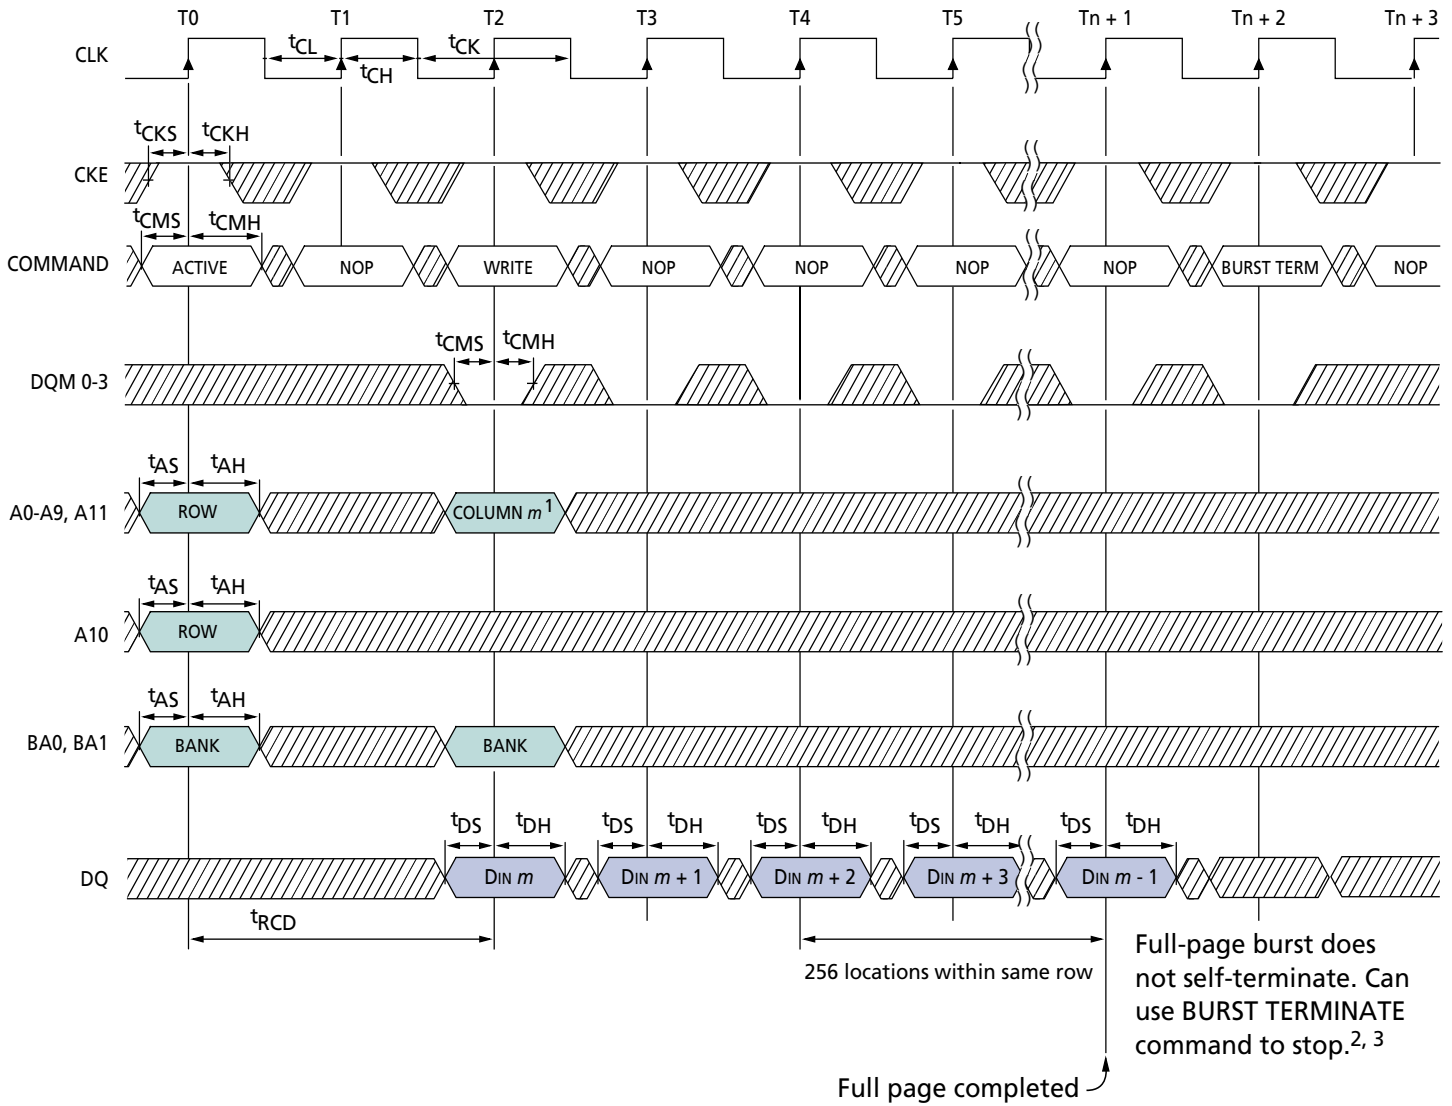 T0 T1 T2 T3 T4 T5 Tn + 1 Tn + 2 Tn + 3
CLK tCL tCH tCK
tCKS tCKH
CKE
tCMS tCMH
COMMAND ACTIVE NOP WRITE NOP NOP NOP NOP BURST TERM NOP
tCMS tCMH
DQM 0-3
tAS tAH
A0-A9, A11 ROW COLUMN m1
tAS tAH
A10 ROW
tAS tAH
BA0, BA1 BANK BANK
tDS tDH tDS tDH tDS tDH tDS tDH tDS tDH
DQ DIN m DIN m + 1 DIN m + 2 DIN m + 3 DIN m - 1
tRCD
256 locations within same row
Full-page burst does
not self-terminate. Can
use BURST TERMINATE
command to stop.2, 3
Full page completed